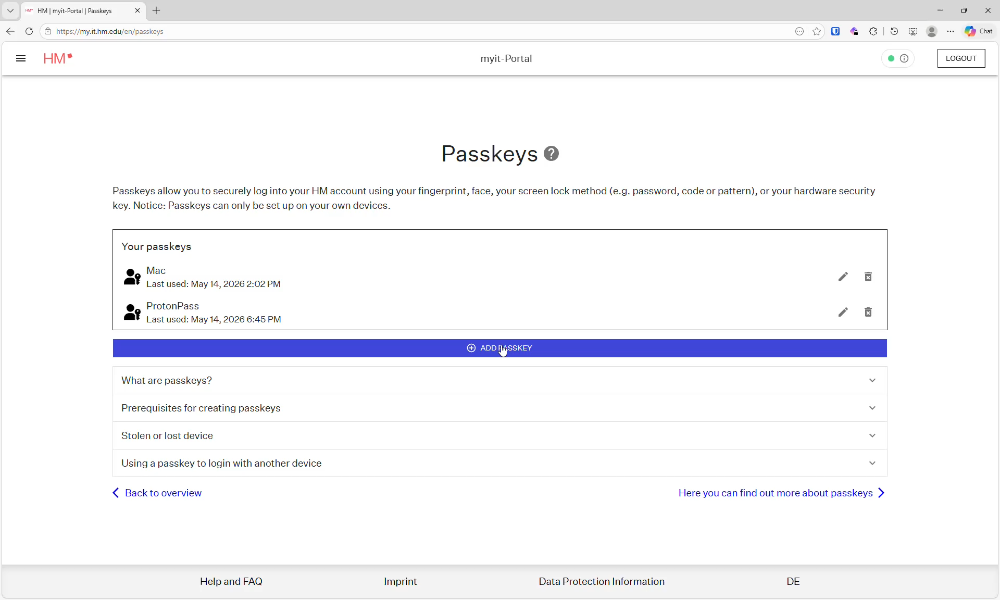 HM | myit-Portal | Passkeys
https://my.it.hm.edu/en/passkeys
Chat
HM
myit-Portal
LOGOUT
Passkeys
Passkeys allow you to securely log into your HM account using your fingerprint, face, your screen lock method (e.g. password, code or pattern), or your hardware security
key. Notice: Passkeys can only be set up on your own devices.
Your passkeys
Mac
Last used: May 14, 2026 2:02 PM
ProtonPass
Last used: May 14, 2026 6:45 PM
ADD PASSKEY
What are passkeys?
Prerequisites for creating passkeys
Stolen or lost device
Using a passkey to login with another device
Back to overview
Here you can find out more about passkeys
Help and FAQ
Imprint
Data Protection Information
DE